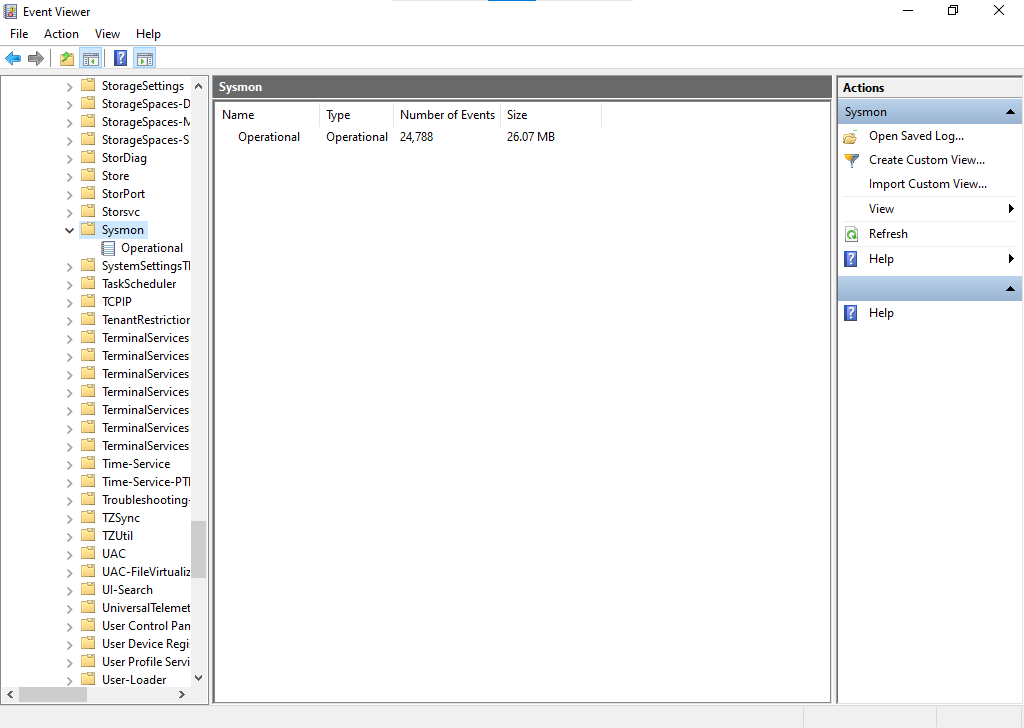 Event Viewer
File Action View Help
StorageSettings
StorageSpaces-D
StorageSpaces-M
StorageSpaces-S
StorDiag
Store
StorPort
Storsvc
Sysmon
Operational
SystemSettingsTh
TaskScheduler
TCPIP
TenantRestriction
TerminalServices
TerminalServices
TerminalServices
TerminalServices
TerminalServices
TerminalServices
TerminalServices
Time-Service
Time-Service-PTI
Troubleshooting-
TZSync
TZUtil
UAC
UAC-FileVirtualiz
UI-Search
UniversalTelemet
User Control Pan
User Device Regi
User Profile Servi
User-Loader
Sysmon
Name Type Number of Events Size
Operational Operational 24,788 26.07 MB
Actions
Sysmon
Open Saved Log...
Create Custom View...
Import Custom View...
View
Refresh
Help
Help